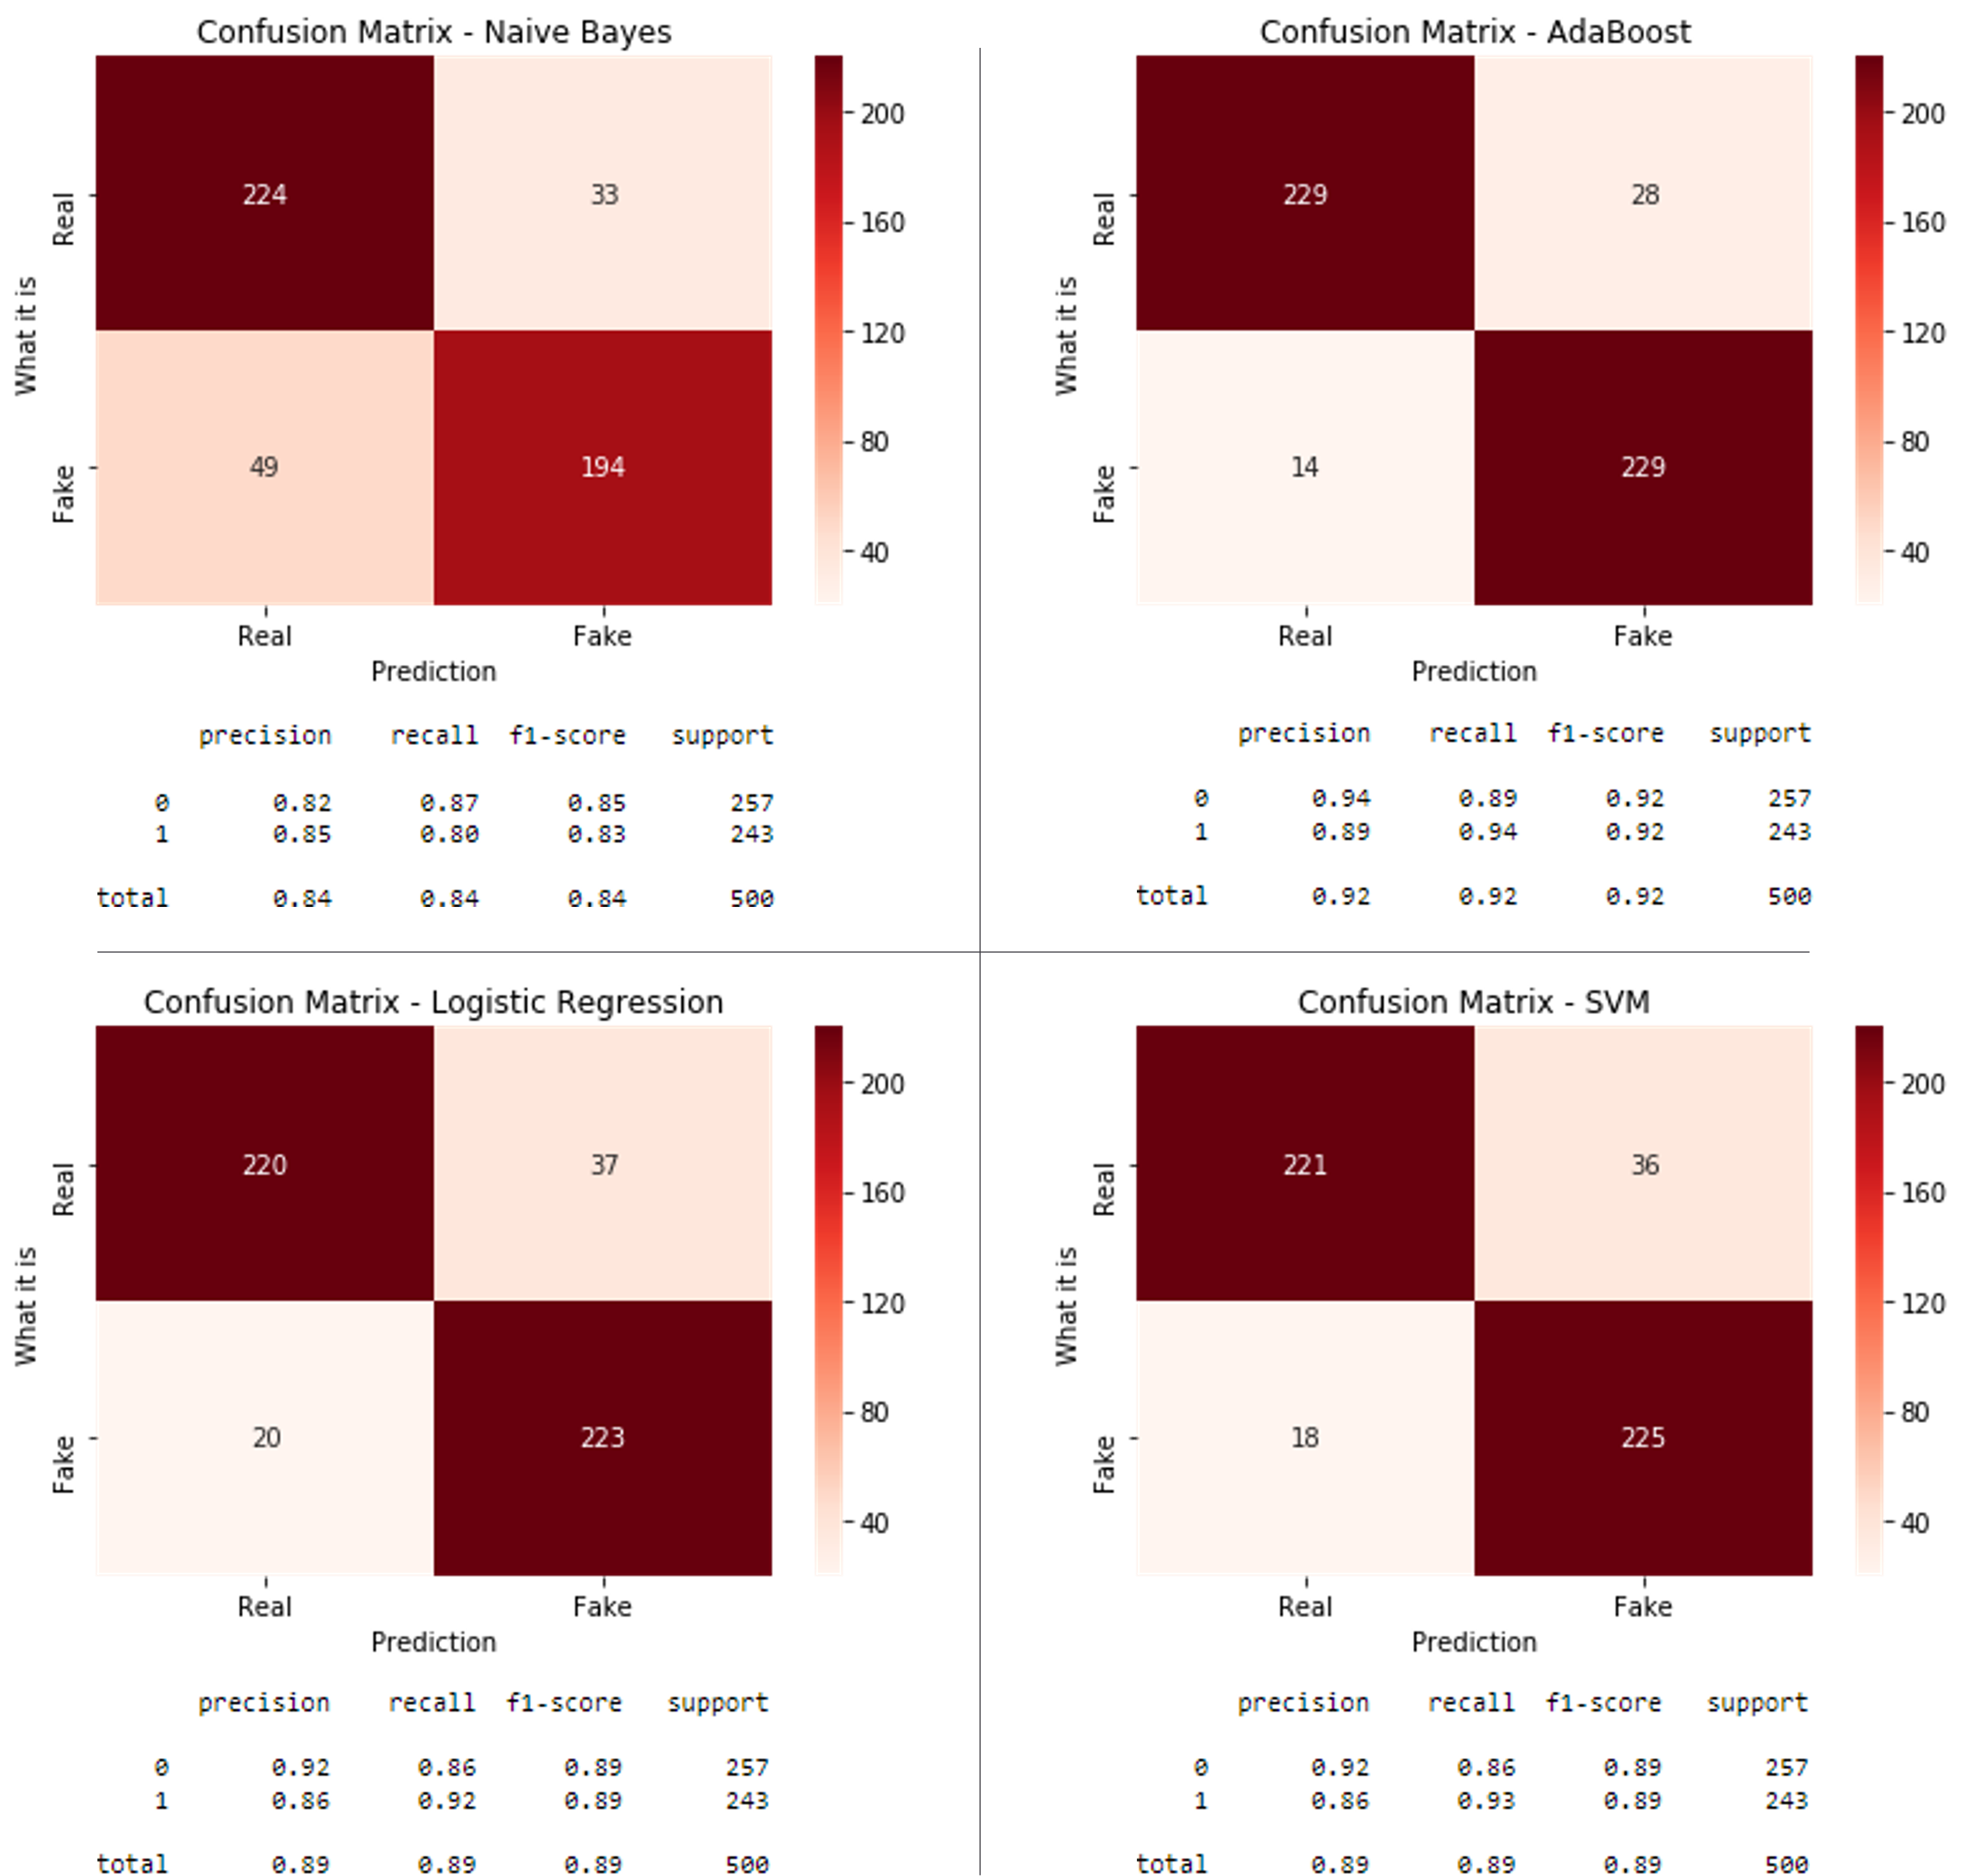 Confusion Matrix - Naive Bayes
224 33
49 194
Real
Fake
What it is
Real Fake
Prediction
200
160
120
80
40
precision recall f1-score support
0 0.82 0.87 0.85 257
1 0.85 0.80 0.83 243
total 0.84 0.84 0.84 500
Confusion Matrix - AdaBoost
229 28
14 229
Real
Fake
What it is
Real Fake
Prediction
200
160
120
80
40
precision recall f1-score support
0 0.94 0.89 0.92 257
1 0.89 0.94 0.92 243
total 0.92 0.92 0.92 500
Confusion Matrix - Logistic Regression
220 37
20 223
Real
Fake
What it is
Real Fake
Prediction
200
160
120
80
40
precision recall f1-score support
0 0.92 0.86 0.89 257
1 0.86 0.92 0.89 243
total 0.89 0.89 0.89 500
Confusion Matrix - SVM
221 36
18 225
Real
Fake
What it is
Real Fake
Prediction
200
160
120
80
40
precision recall f1-score support
0 0.92 0.86 0.89 257
1 0.86 0.93 0.89 243
total 0.89 0.89 0.89 500